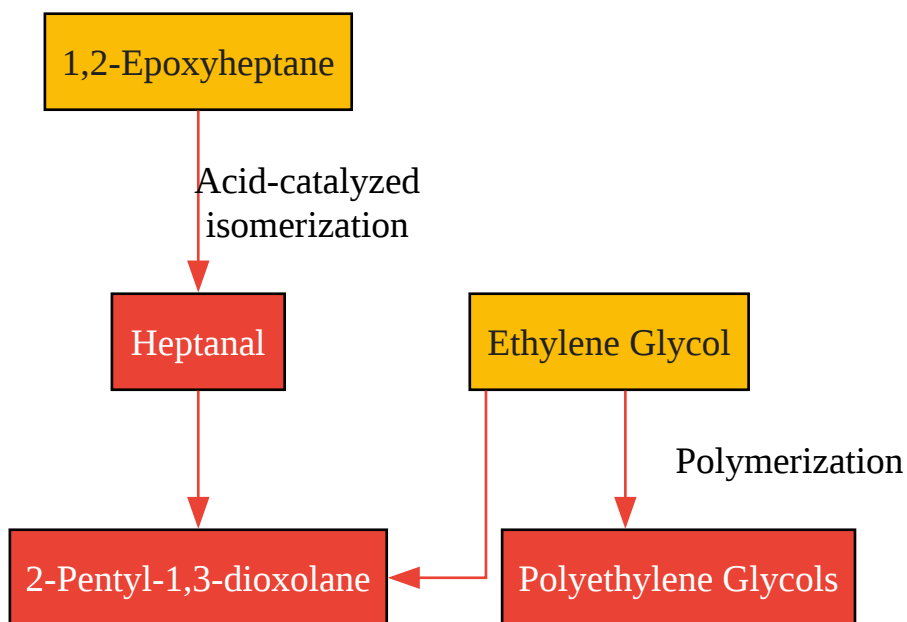 1,2-Epoxyheptane
Acid-catalyzed
isomerization
Heptanal
Ethylene Glycol
Polymerization
2-Pentyl-1,3-dioxolane
Polyethylene Glycols